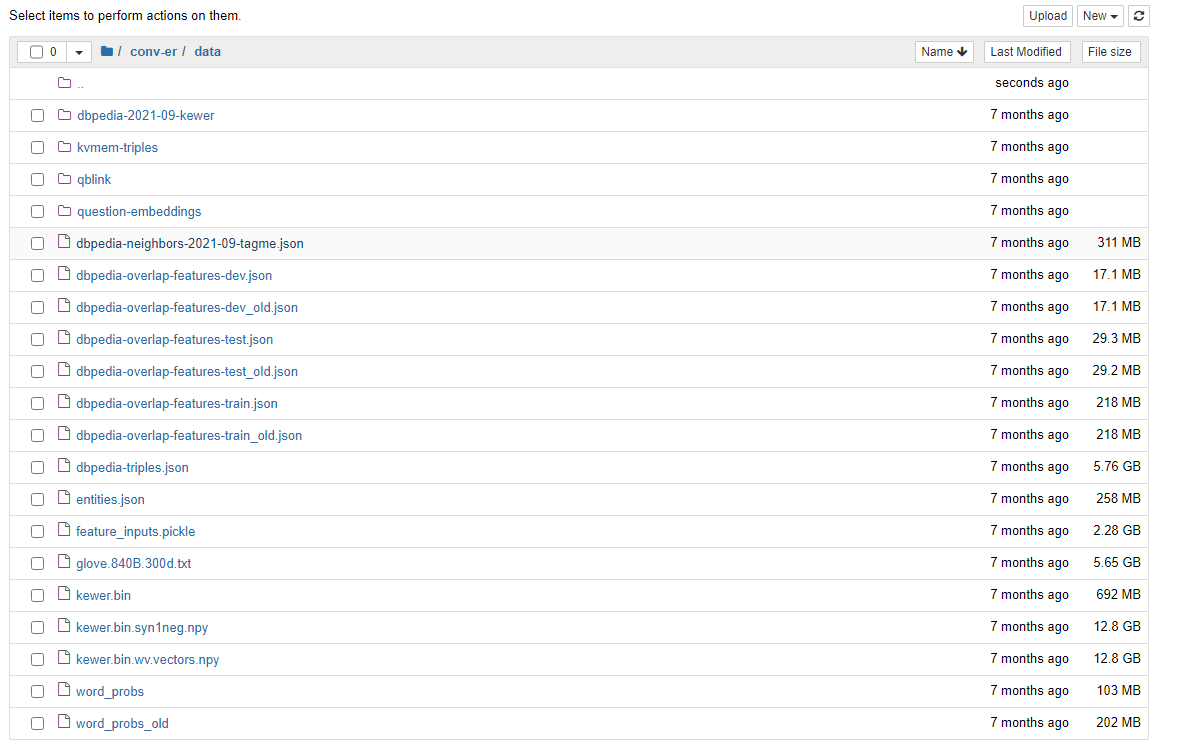 Select items to perform actions on them. Upload New
0 / conv-er / data Name Last Modified File size
.. seconds ago
dbpedia-2021-09-kewer 7 months ago
kvmem-triples 7 months ago
qblink 7 months ago
question-embeddings 7 months ago
dbpedia-neighbors-2021-09-tagme.json 7 months ago 311 MB
dbpedia-overlap-features-dev.json 7 months ago 17.1 MB
dbpedia-overlap-features-dev_old.json 7 months ago 17.1 MB
dbpedia-overlap-features-test.json 7 months ago 29.3 MB
dbpedia-overlap-features-test_old.json 7 months ago 29.2 MB
dbpedia-overlap-features-train.json 7 months ago 218 MB
dbpedia-overlap-features-train_old.json 7 months ago 218 MB
dbpedia-triples.json 7 months ago 5.76 GB
entities.json 7 months ago 258 MB
feature_inputs.pickle 7 months ago 2.28 GB
glove.840B.300d.txt 7 months ago 5.65 GB
kewer.bin 7 months ago 692 MB
kewer.bin.syn1neg.npy 7 months ago 12.8 GB
kewer.bin.wv.vectors.npy 7 months ago 12.8 GB
word_probs 7 months ago 103 MB
word_probs_old 7 months ago 202 MB